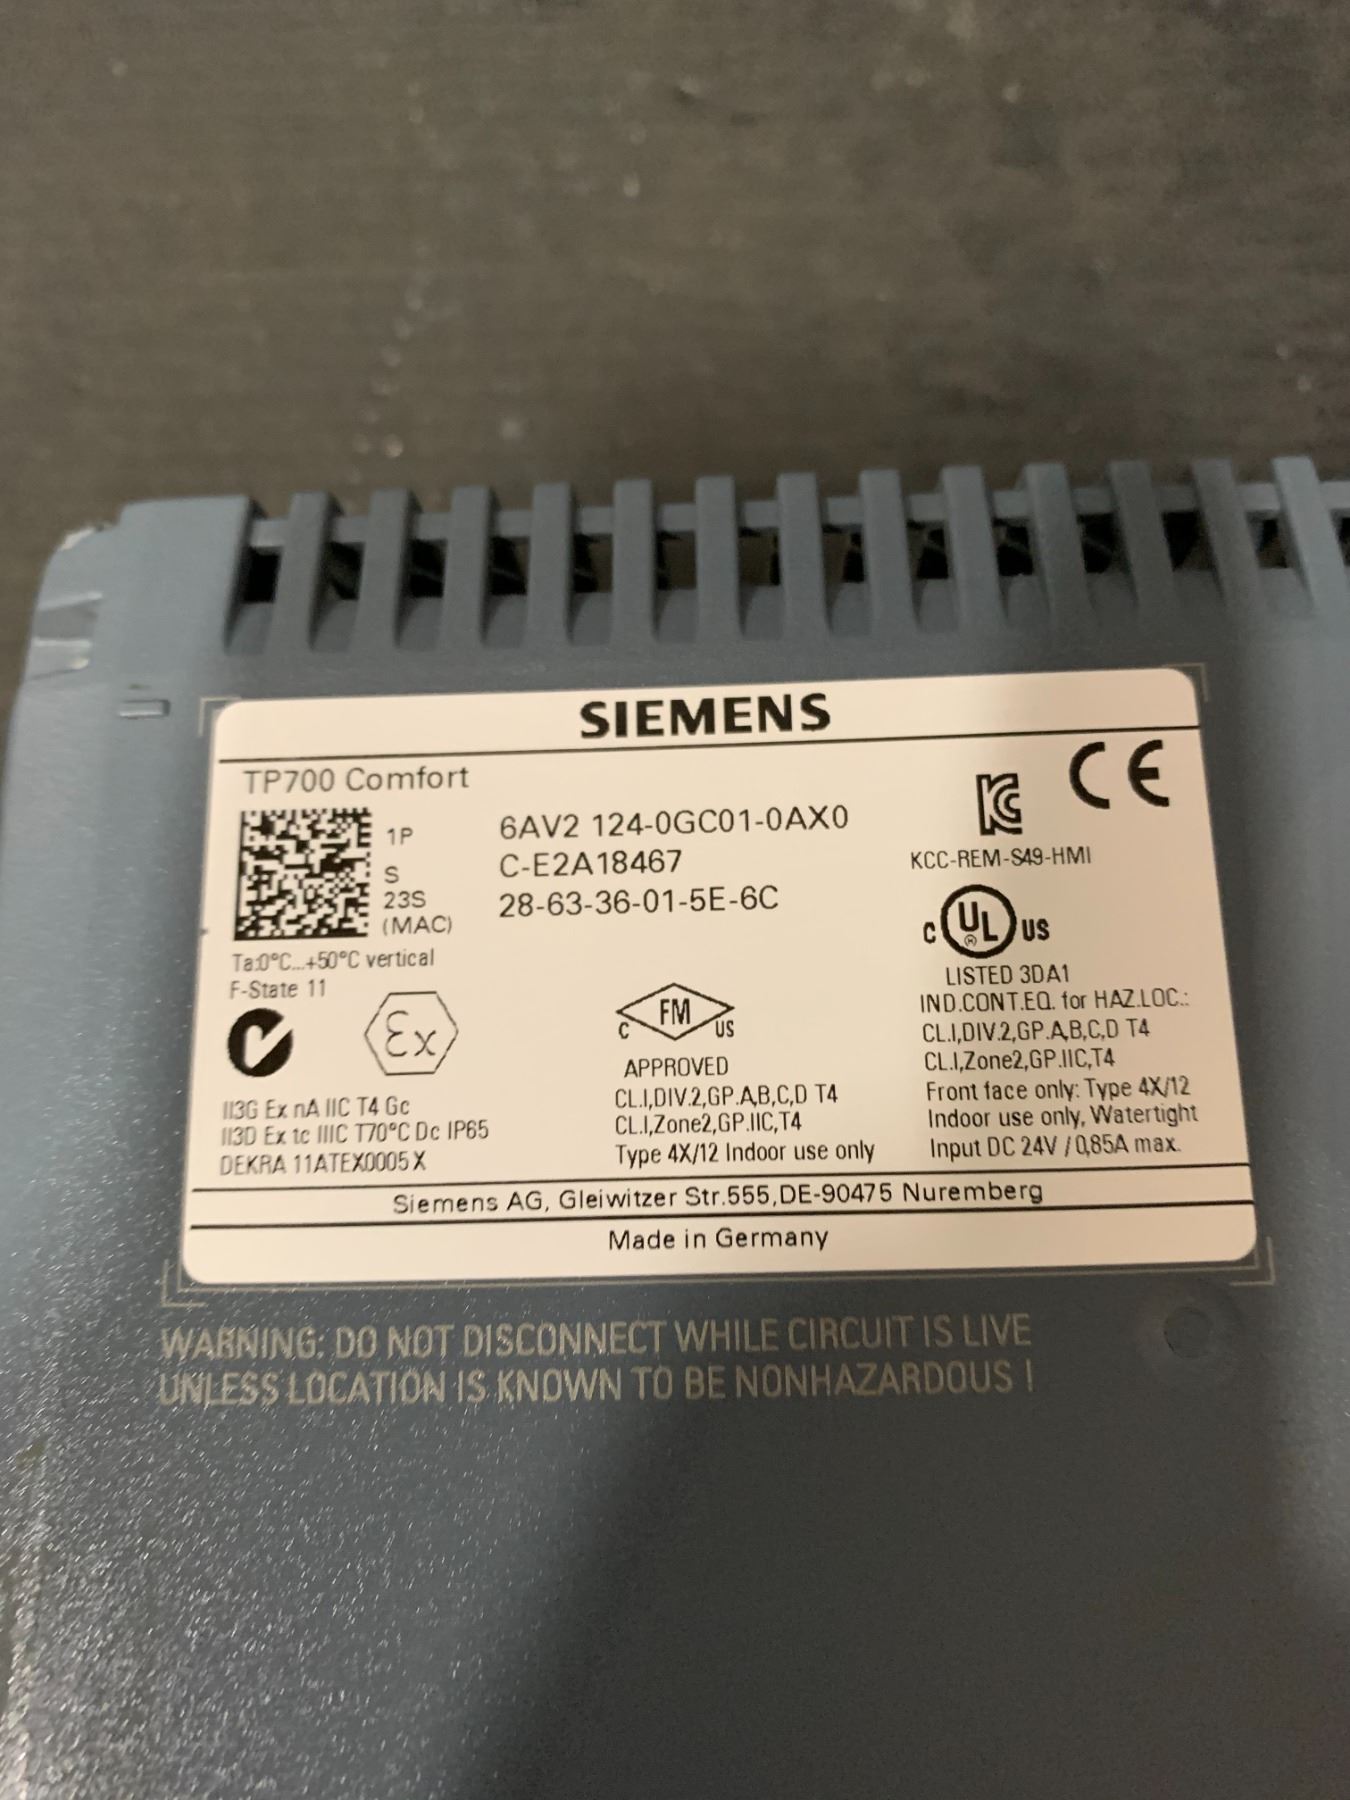 SIEMENS
TP700 Comfort
CE
1P 6AV2 124-0GC01-0AX0
S C-E2A18467
23S 28-63-36-01-5E-6C
(MAC)
KCC-REM-S49-HMI
C UL ® US
LISTED 3DA1
IND.CONT.EQ. for HAZ.LOC.:
CL.I,DIV.2,GP.A,B,C,D T4
CL.I,Zone2,GP.IIC,T4
Front face only: Type 4X/12
Indoor use only, Watertight
Input DC 24V / 0,85A max.
Ta:0°C...+50°C vertical
F-State 11
Ex
II3G Ex nA IIC T4 Gc
II3D Ex tc IIIC T70°C Dc IP65
DEKRA 11ATEX0005 X
C FM US
APPROVED
CL.I,DIV.2,GP.A,B,C,D T4
CL.I,Zone2,GP.IIC,T4
Type 4X/12 Indoor use only
Siemens AG, Gleiwitzer Str.555,DE-90475 Nuremberg
Made in Germany
WARNING: DO NOT DISCONNECT WHILE CIRCUIT IS LIVE
UNLESS LOCATION IS KNOWN TO BE NONHAZARDOUS !